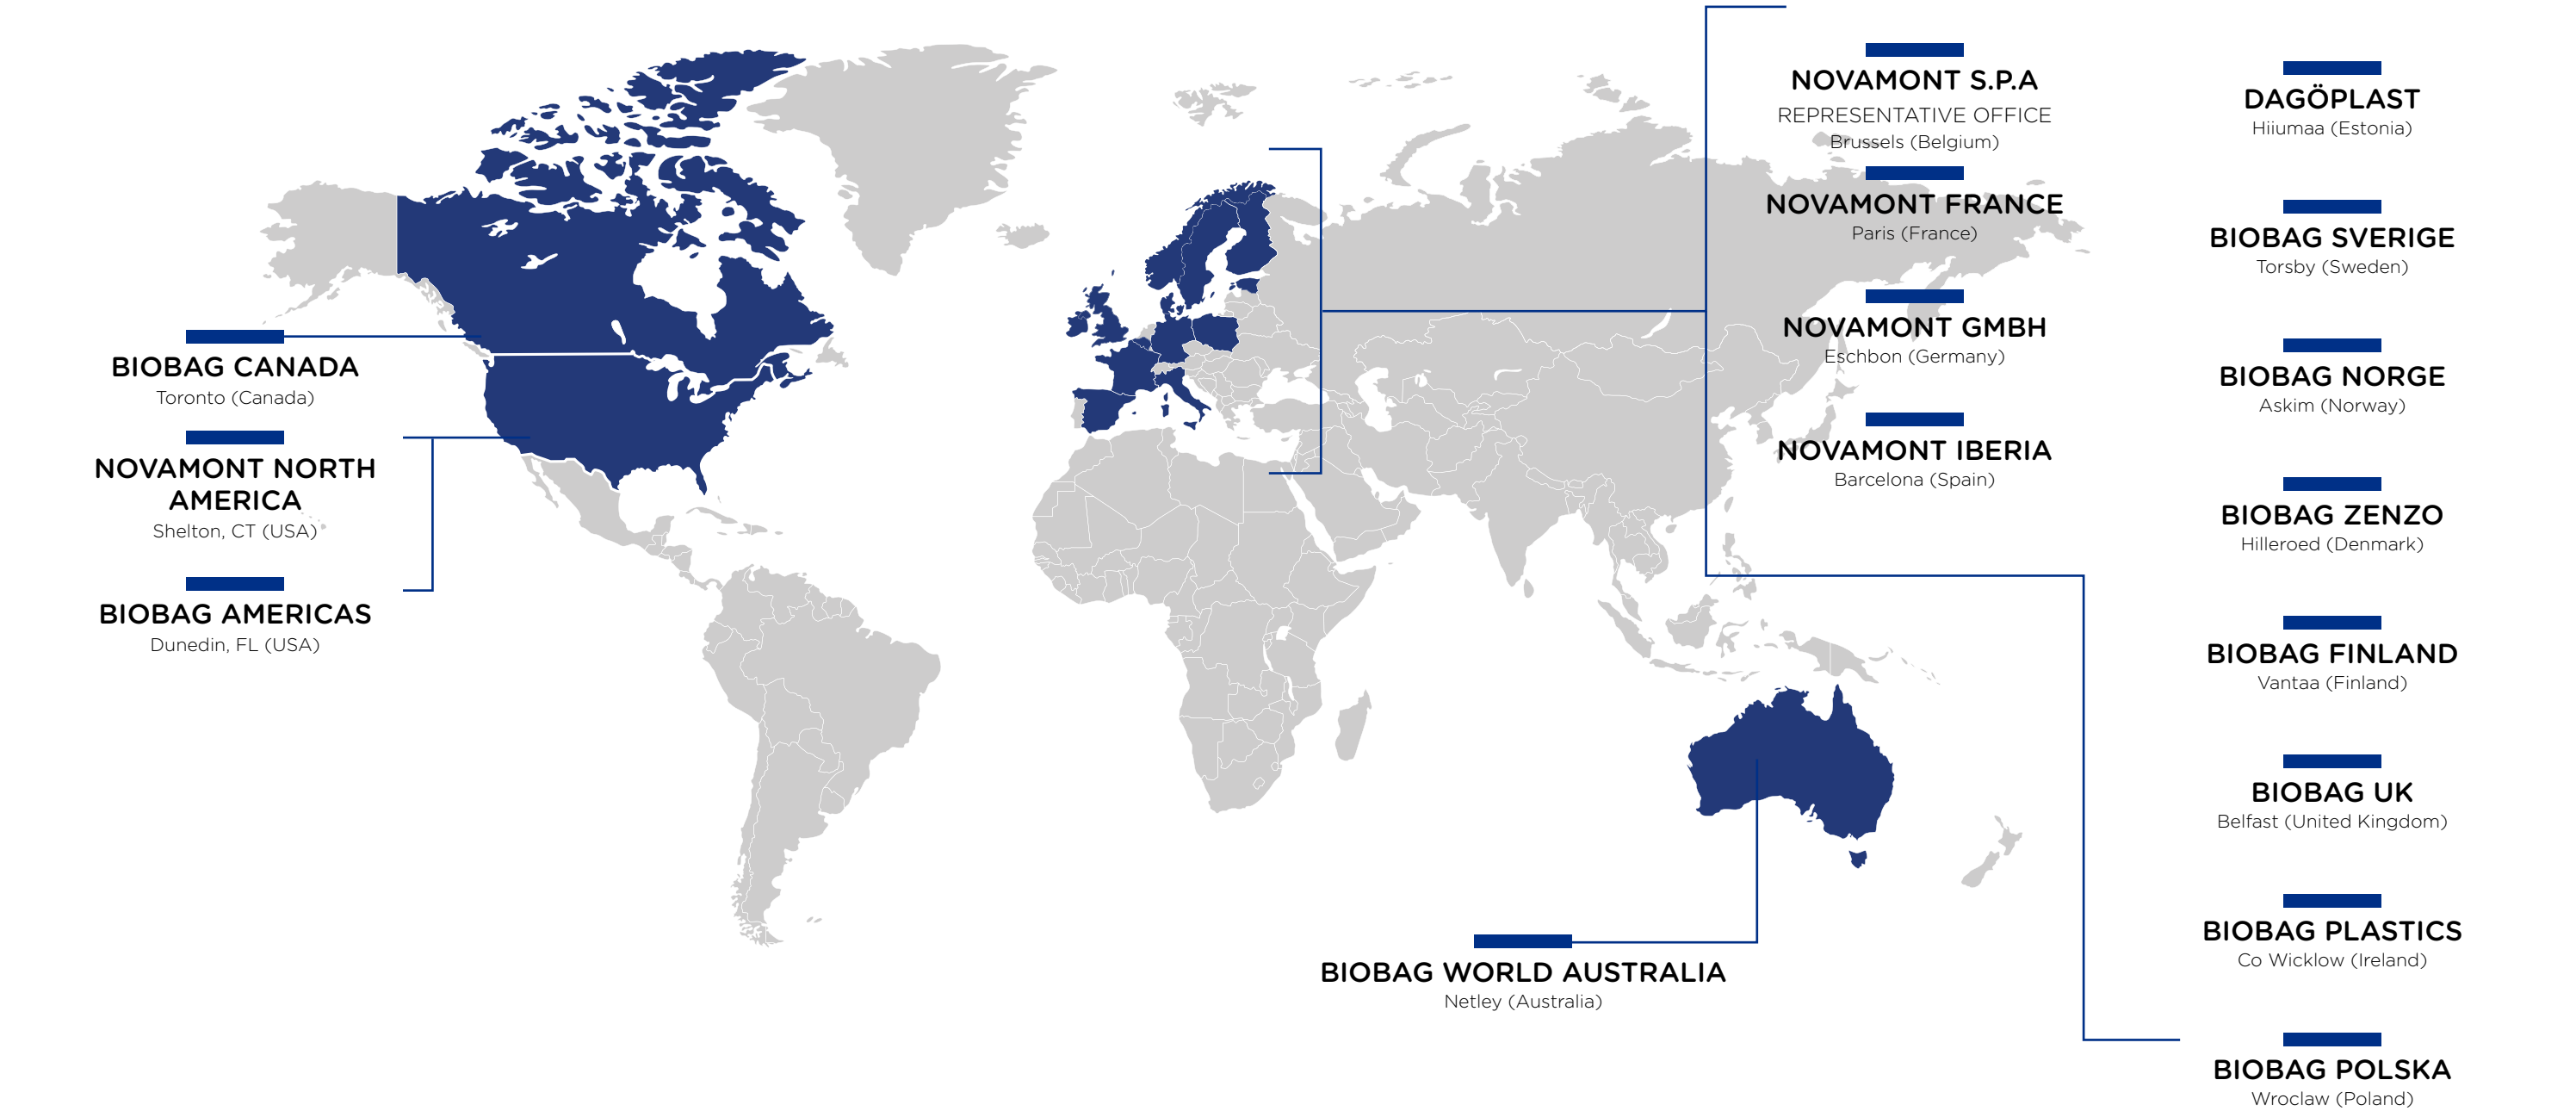 BIOBAG CANADA
Toronto (Canada)
NOVAMONT NORTH
AMERICA
Shelton, CT (USA)
BIOBAG AMERICAS
Dunedin, FL (USA)
NOVAMONT S.P.A
REPRESENTATIVE OFFICE
Brussels (Belgium)
NOVAMONT FRANCE
Paris (France)
NOVAMONT GMBH
Eschbon (Germany)
NOVAMONT IBERIA
Barcelona (Spain)
BIOBAG WORLD AUSTRALIA
Netley (Australia)
DAGÖPLAST
Hiiumaa (Estonia)
BIOBAG SVERIGE
Torsby (Sweden)
BIOBAG NORGE
Askim (Norway)
BIOBAG ZENZO
Hilleroed (Denmark)
BIOBAG FINLAND
Vantaa (Finland)
BIOBAG UK
Belfast (United Kingdom)
BIOBAG PLASTICS
Co Wicklow (Ireland)
BIOBAG POLSKA
Wroclaw (Poland)